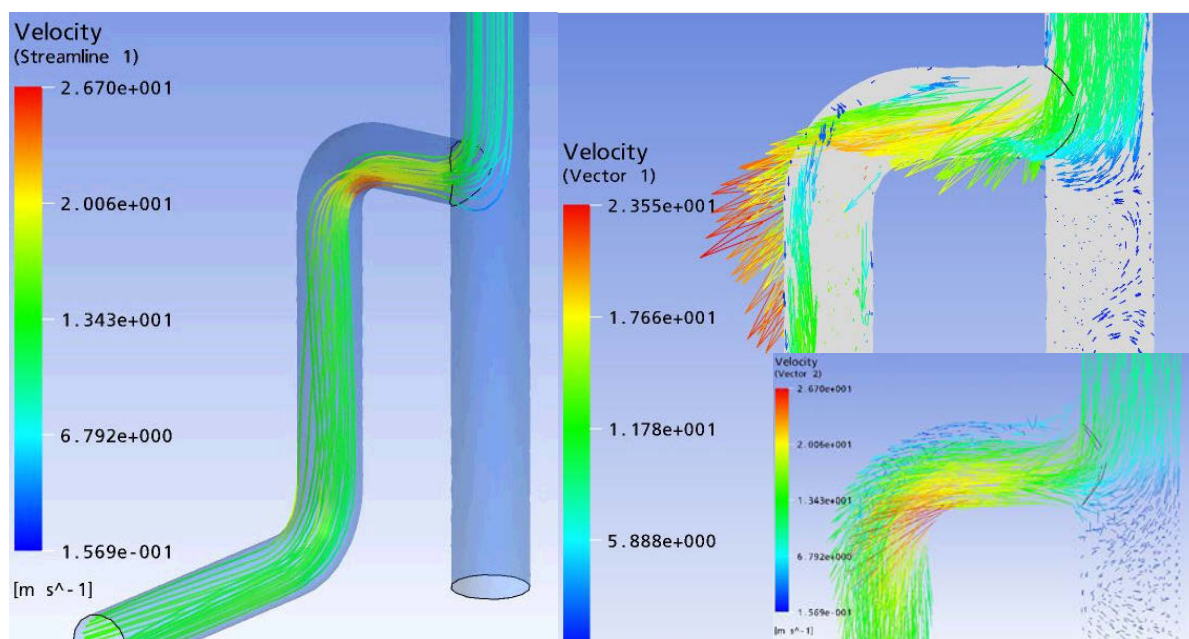 Velocity
(Streamline 1)
2.670e+001
2.006e+001
1.343e+001
6.792e+000
1.569e-001
[m s^-1]
Velocity
(Vector 1)
2.355e+001
1.766e+001
1.178e+001
5.888e+000
Velocity
(Vector 2)
2.670e+001
2.006e+001
1.343e+001
6.792e+000
1.569e-001
[m s^-1]